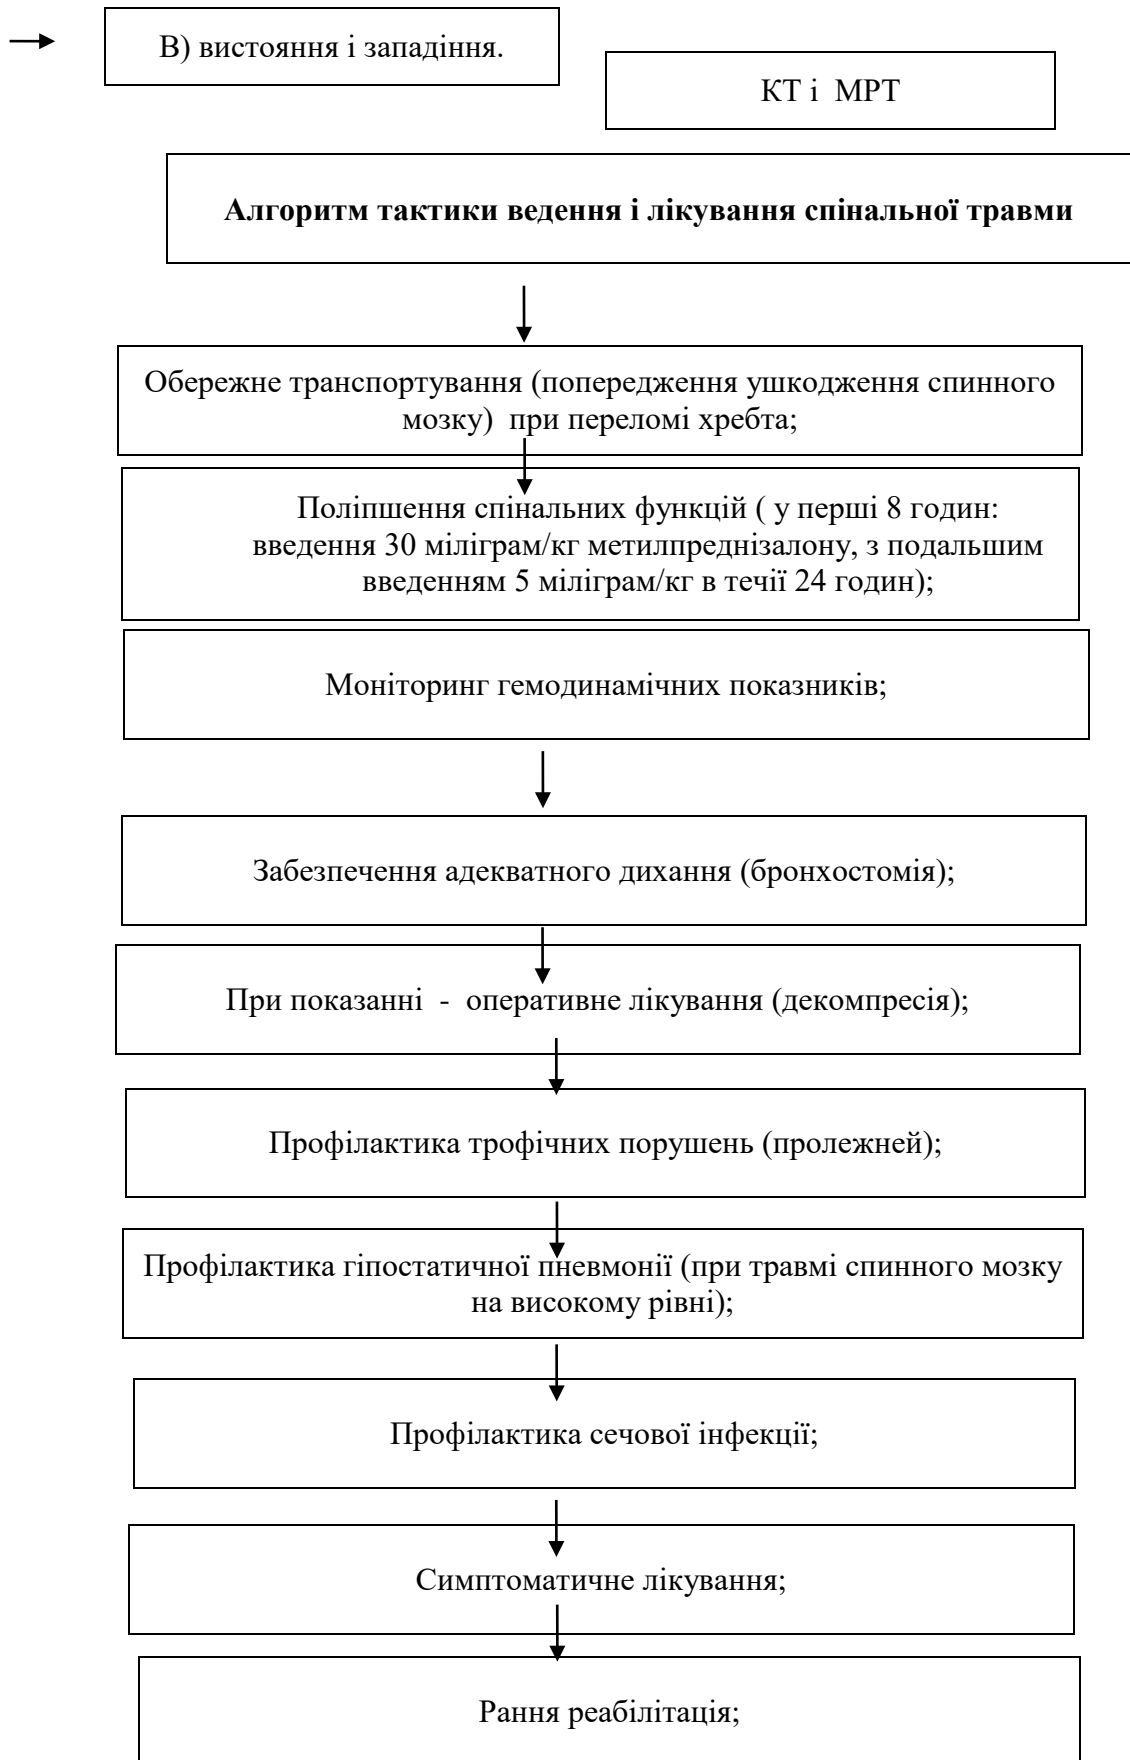 В) вистояння і западіння.
КТ і  МРТ
Алгоритм тактики ведення і лікування спінальної травми
Обережне транспортування (попередження ушкодження спинного
мозку)  при переломі хребта;
Поліпшення спінальних функцій ( у перші 8 годин:
введення 30 міліграм/кг метилпреднізалону, з подальшим
введенням 5 міліграм/кг в течії 24 годин);
Моніторинг гемодинамічних показників;
Забезпечення адекватного дихання (бронхостомія);
При показанні  -  оперативне лікування (декомпресія);
Профілактика трофічних порушень (пролежней);
Профілактика гіпостатичної пневмонії (при травмі спинного мозку
на високому рівні);
Профілактика сечової інфекції;
Симптоматичне лікування;
Рання реабілітація;